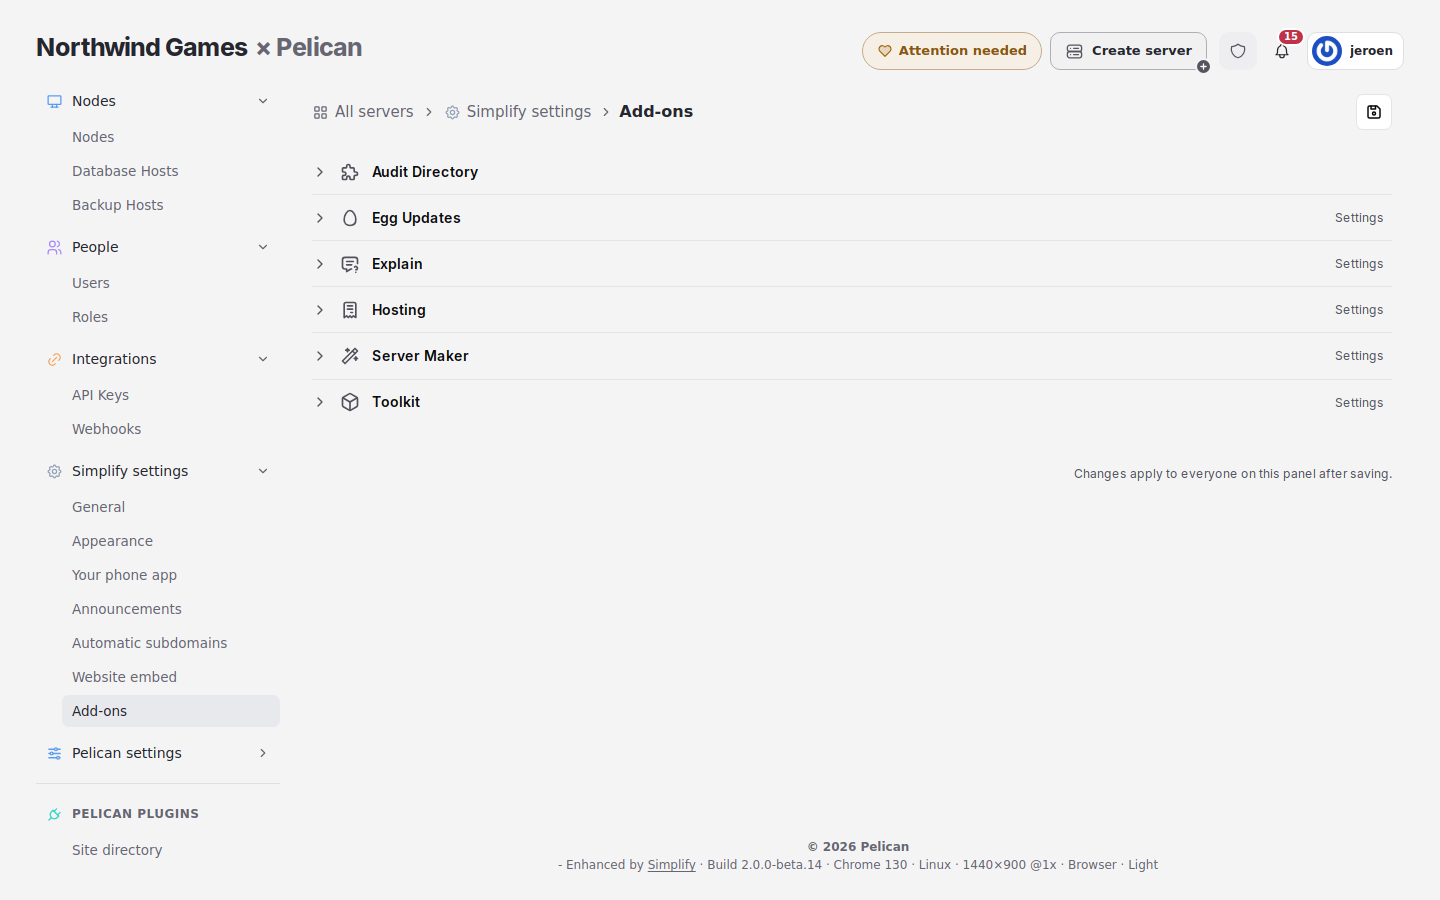 Northwind Games × Pelican
Attention needed
Create server
15
jeroen
Nodes
Nodes
Database Hosts
Backup Hosts
People
Users
Roles
Integrations
API Keys
Webhooks
Simplify settings
General
Appearance
Your phone app
Announcements
Automatic subdomains
Website embed
Add-ons
Pelican settings
PELICAN PLUGINS
Site directory
All servers
Simplify settings
Add-ons
Audit Directory
Egg Updates Settings
Explain Settings
Hosting Settings
Server Maker Settings
Toolkit Settings
Changes apply to everyone on this panel after saving.
© 2026 Pelican
- Enhanced by Simplify · Build 2.0.0-beta.14 · Chrome 130 · Linux · 1440×900 @1x · Browser · Light